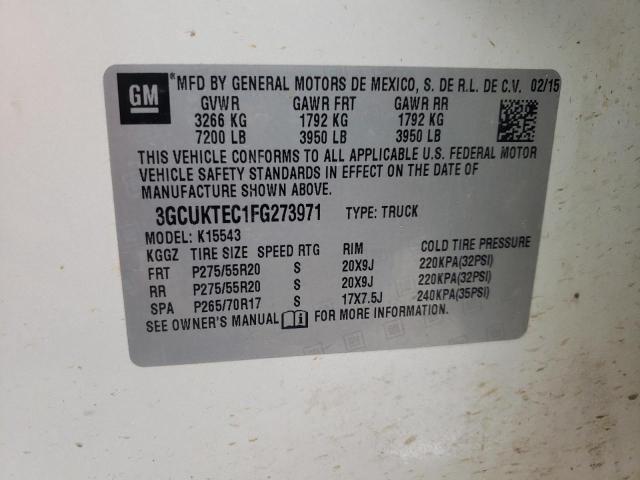 GM
*MFD BY GENERAL MOTORS DE MEXICO, S. DE R.L. DE C.V. 02/15
GVWR GAWR FRT GAWR RR
3266 KG 1792 KG 1792 KG
7200 LB 3950 LB 3950 LB
THIS VEHICLE CONFORMS TO ALL APPLICABLE U.S. FEDERAL MOTOR
VEHICLE SAFETY STANDARDS IN EFFECT ON THE DATE OF
MANUFACTURE SHOWN ABOVE.
3GCUKTEC1FG273971 TYPE: TRUCK
MODEL: K15543
KGGZ TIRE SIZE SPEED RTG RIM COLD TIRE PRESSURE
FRT P275/55R20 S 20X9J 220KPA(32PSI)
RR P275/55R20 S 20X9J 220KPA(32PSI)
SPA P265/70R17 S 17X7.5J 240KPA(35PSI)
SEE OWNER'S MANUAL FOR MORE INFORMATION.